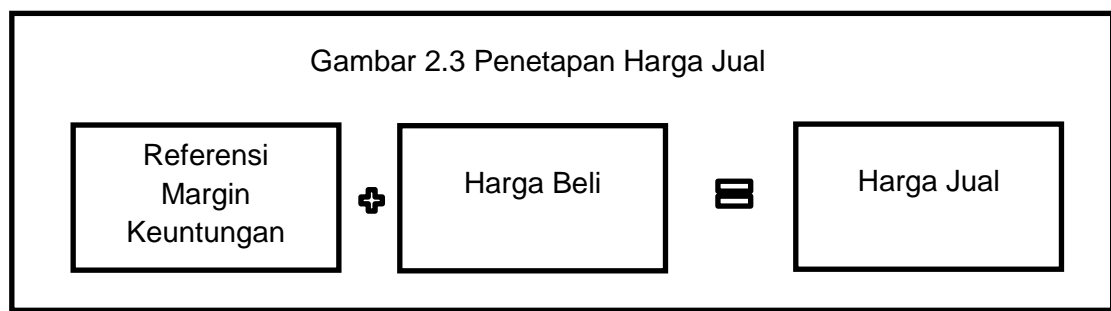 Gambar 2.3 Penetapan Harga Jual
Referensi
Margin
Keuntungan
Harga Beli
Harga Jual